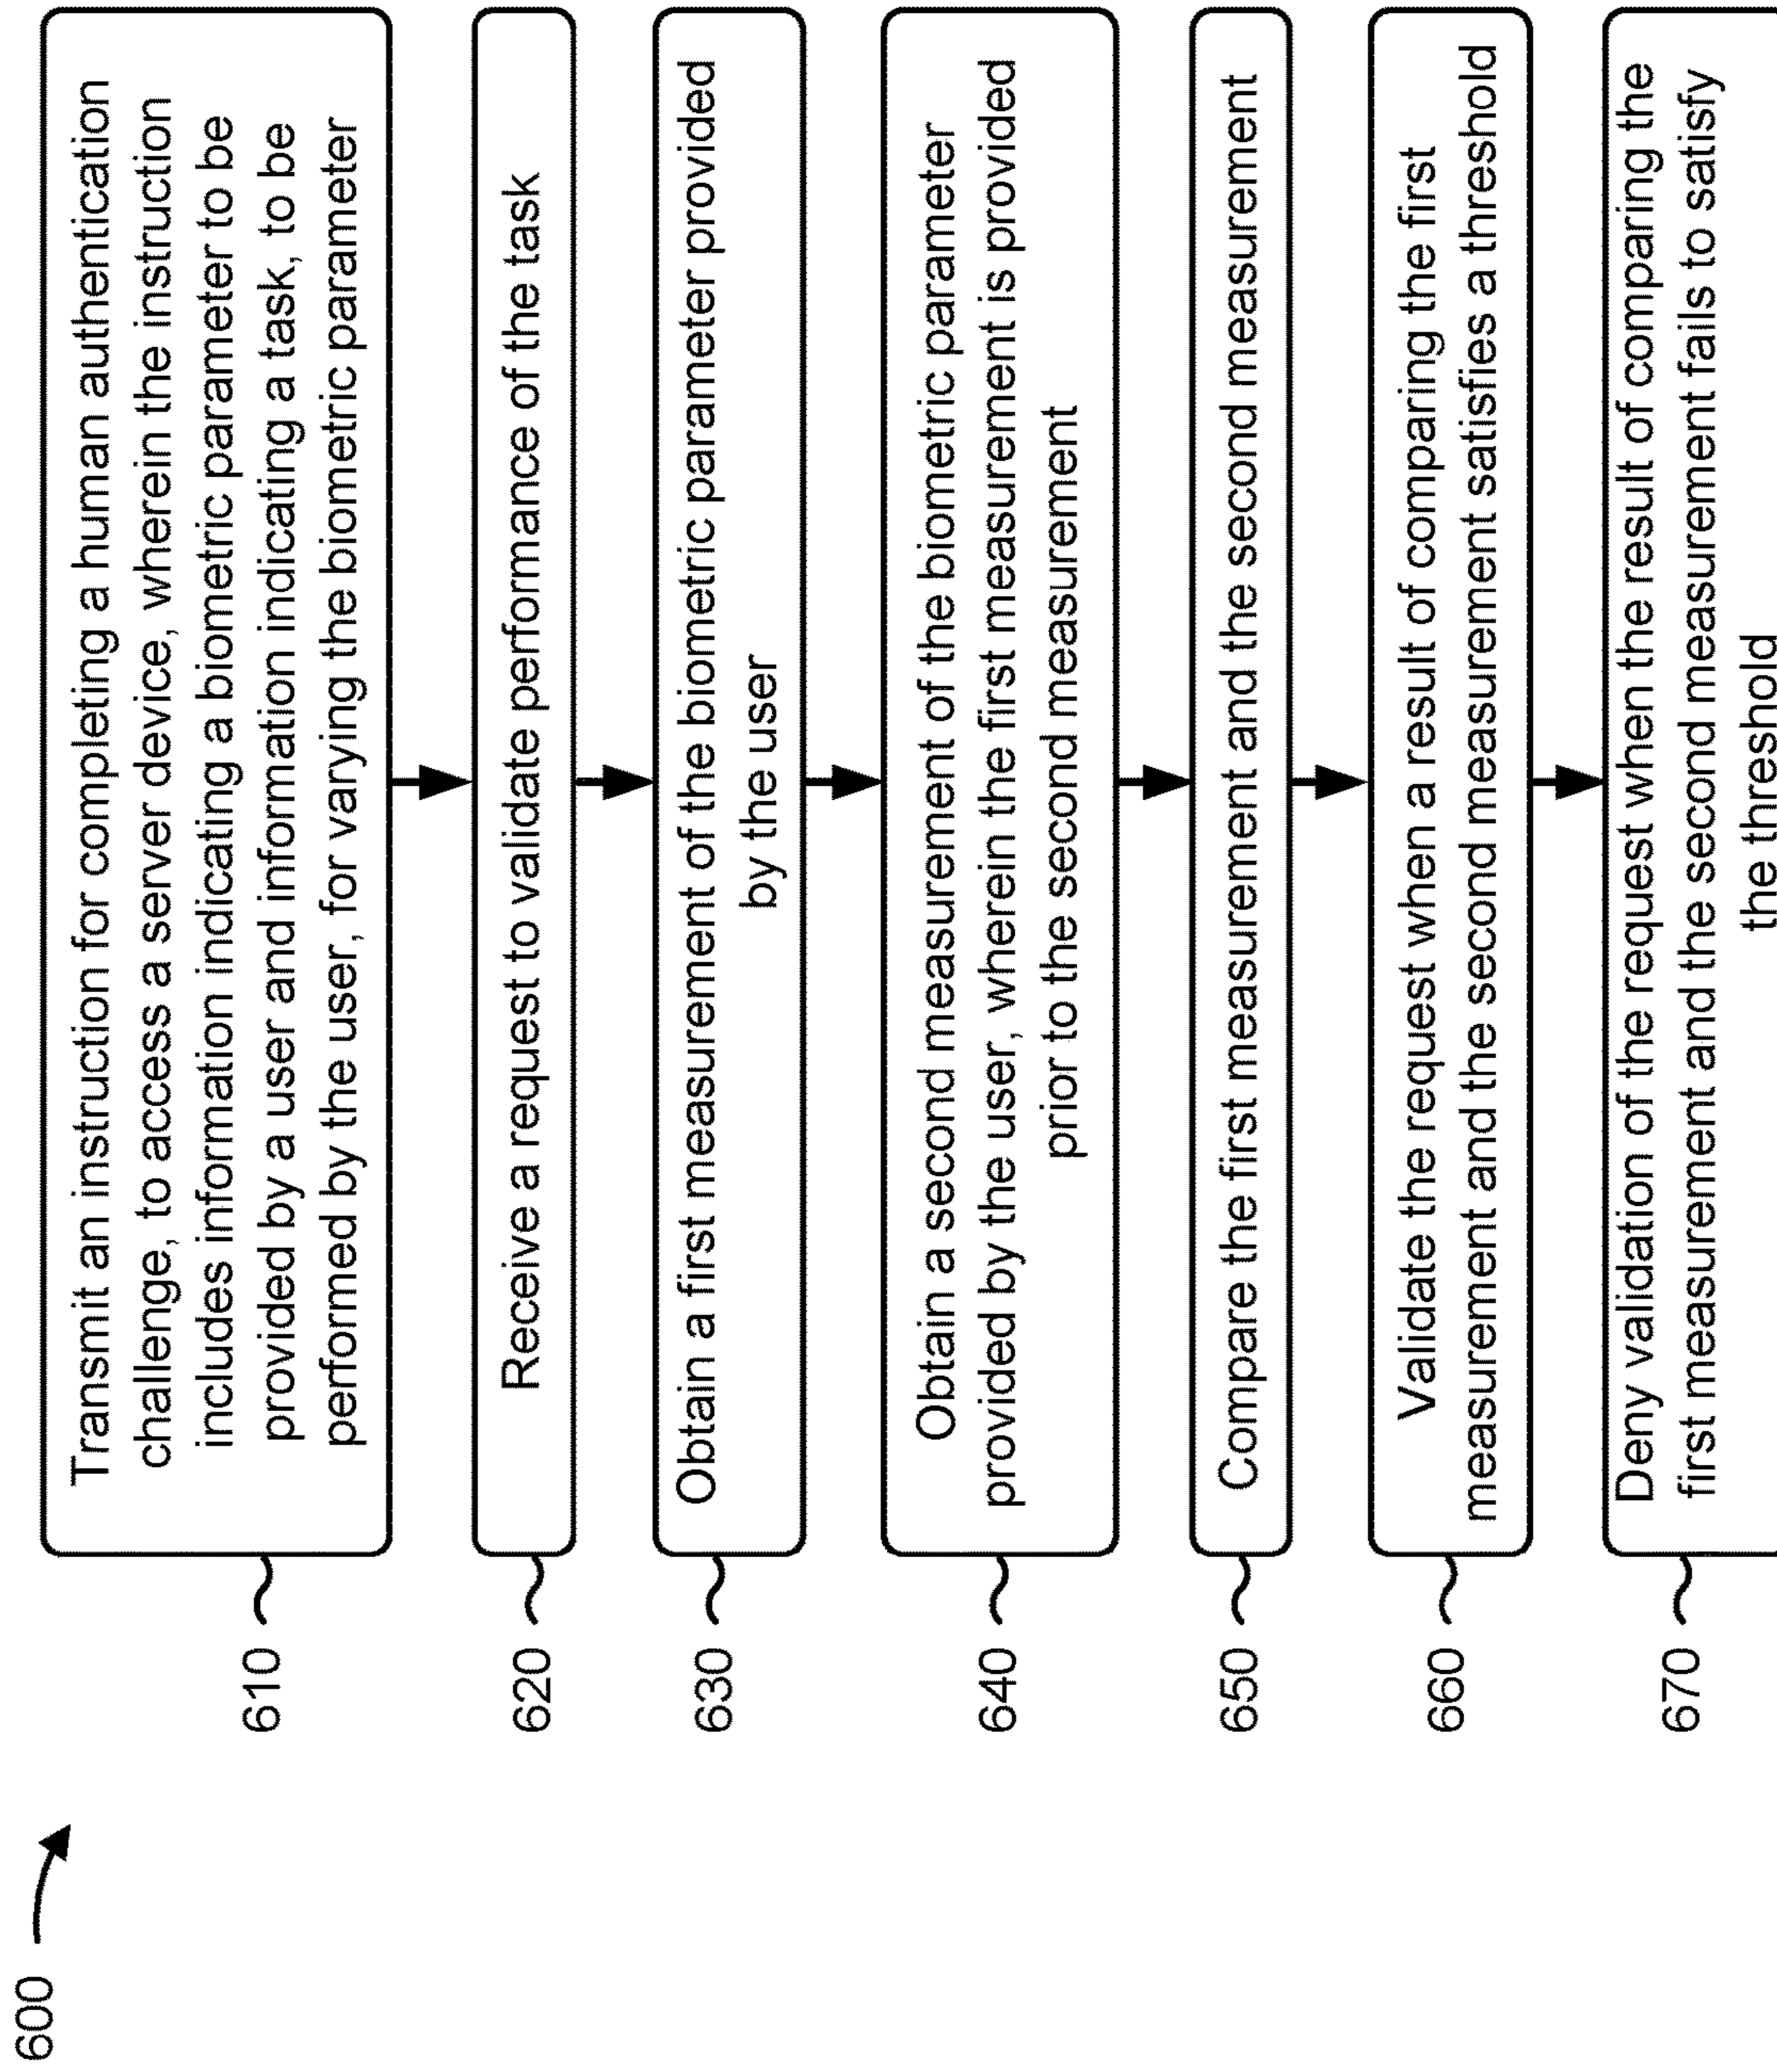 600
610
Transmit an instruction for completing a human authentication
challenge, to access a server device, wherein the instruction
includes information indicating a biometric parameter to be
provided by a user and information indicating a task, to be
performed by the user, for varying the biometric parameter
620
Receive a request to validate performance of the task
630
Obtain a first measurement of the biometric parameter provided
by the user
640
Obtain a second measurement of the biometric parameter
provided by the user, wherein the first measurement is provided
prior to the second measurement
650
Compare the first measurement and the second measurement
660
Validate the request when a result of comparing the first
measurement and the second measurement satisfies a threshold
670
Deny validation of the request when the result of comparing the
first measurement and the second measurement fails to satisfy
the threshold